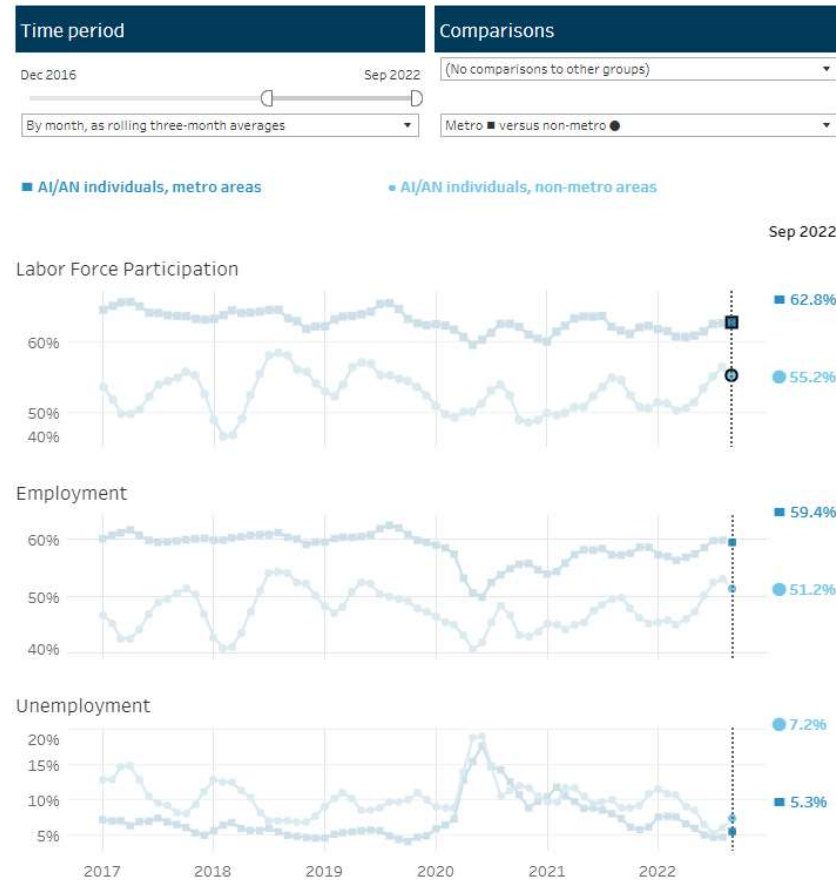 Time period
Comparisons
Dec 2016
Sep 2022
(No comparisons to other groups)
By month, as rolling three-month averages
Metro ■ versus non-metro ●
AI/AN individuals, metro areas
AI/AN individuals, non-metro areas
Sep 2022
Labor Force Participation
62.8%
60%
55.2%
50%
40%
Employment
59.4%
60%
50%
51.2%
40%
Unemployment
7.2%
20%
15%
10%
5.3%
5%
2017 2018 2019 2020 2021 2022